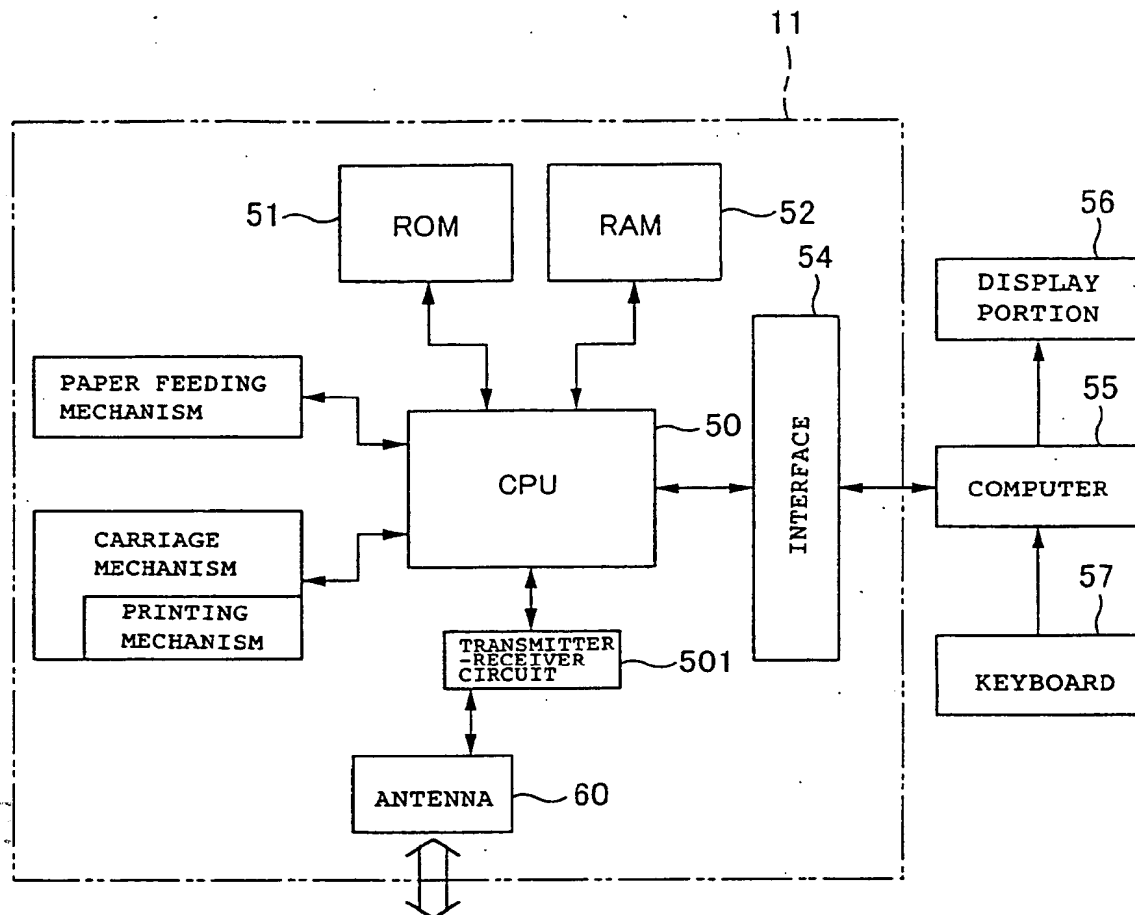 11
51
ROM
RAM
52
54
56
DISPLAY
PORTION
PAPER FEEDING
MECHANISM
50
CPU
INTERFACE
55
COMPUTER
CARRIAGE
MECHANISM
PRINTING
MECHANISM
TRANSMITTER
-RECEIVER
CIRCUIT
501
57
KEYBOARD
ANTENNA
60